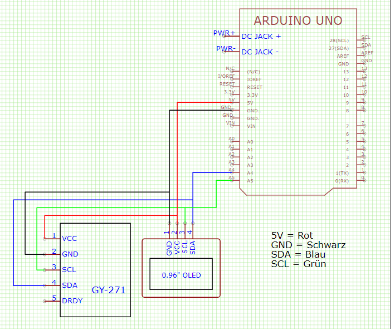 ARDUINO UNO
PWR+
DC JACK +
PWR-
DC JACK -
SCL
SDA
AREF
GND
(N/C)
IOREF
RESET
3.3V
5V
GND
GND
VIN
13
12
11
10
9
8
7
6
5
4
3
2
1(TX)
0(RX)
A0
A1
A2
A3
A4
A5
1 VCC
2 GND
3 SCL
4 SDA
5 DRDY
GY-271
1 2 3 4
GND
VCC
SCL
SDA
0.96" OLED
5V = Rot
GND = Schwarz
SDA = Blau
SCL = Grün